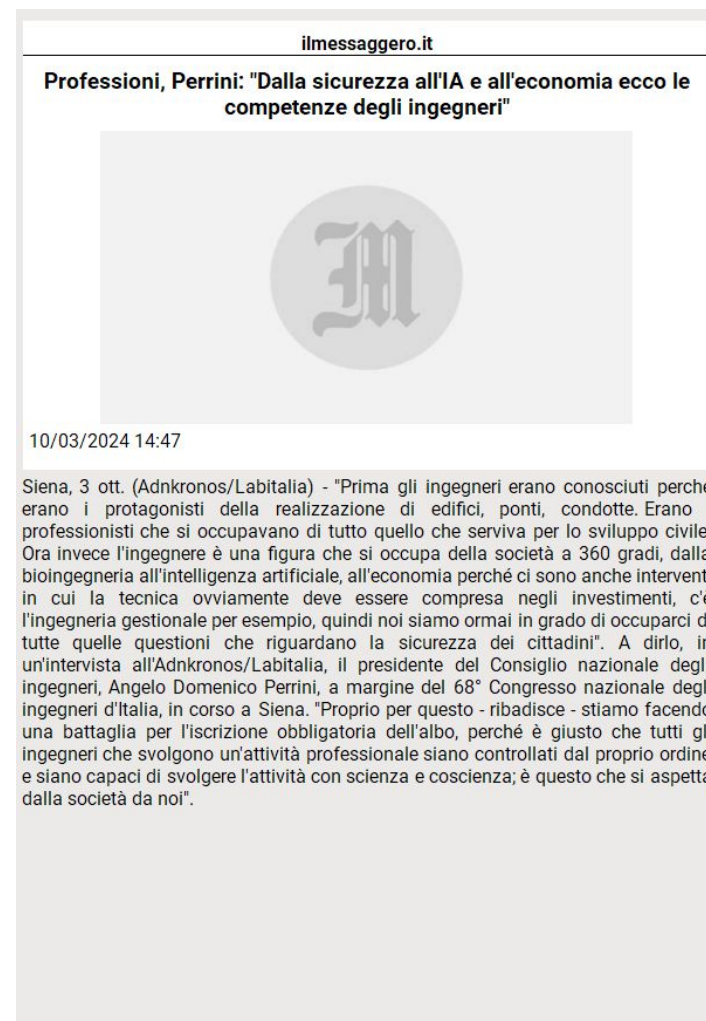 ilmessaggero.it
Professioni, Perrini: "Dalla sicurezza all'IA e all'economia ecco le
competenze degli ingegneri"
M
10/03/2024 14:47
Siena, 3 ott. (Adnkronos/Labitalia) - "Prima gli ingegneri erano conosciuti perché
erano i protagonisti della realizzazione di edifici, ponti, condotte. Erano
professionisti che si occupavano di tutto quello che serviva per lo sviluppo civile
Ora invece l'ingegnere è una figura che si occupa della società a 360 gradi, dalla
bioingegneria all'intelligenza artificiale, all'economia perché ci sono anche intervent
in cui la tecnica ovviamente deve essere compresa negli investimenti, c'è
l'ingegneria gestionale per esempio, quindi noi siamo ormai in grado di occuparci d
tutte quelle questioni che riguardano la sicurezza dei cittadini". A dirlo, in
un'intervista all'Adnkronos/Labitalia, il presidente del Consiglio nazionale degl
ingegneri, Angelo Domenico Perrini, a margine del 68° Congresso nazionale degl
ingegneri d'Italia, in corso a Siena. "Proprio per questo - ribadisce - stiamo facendo
una battaglia per l'iscrizione obbligatoria dell'albo, perché è giusto che tutti gl
ingegneri che svolgono un'attività professionale siano controllati dal proprio ordine
e siano capaci di svolgere l'attività con scienza e coscienza; è questo che si aspetta
dalla società da noi".